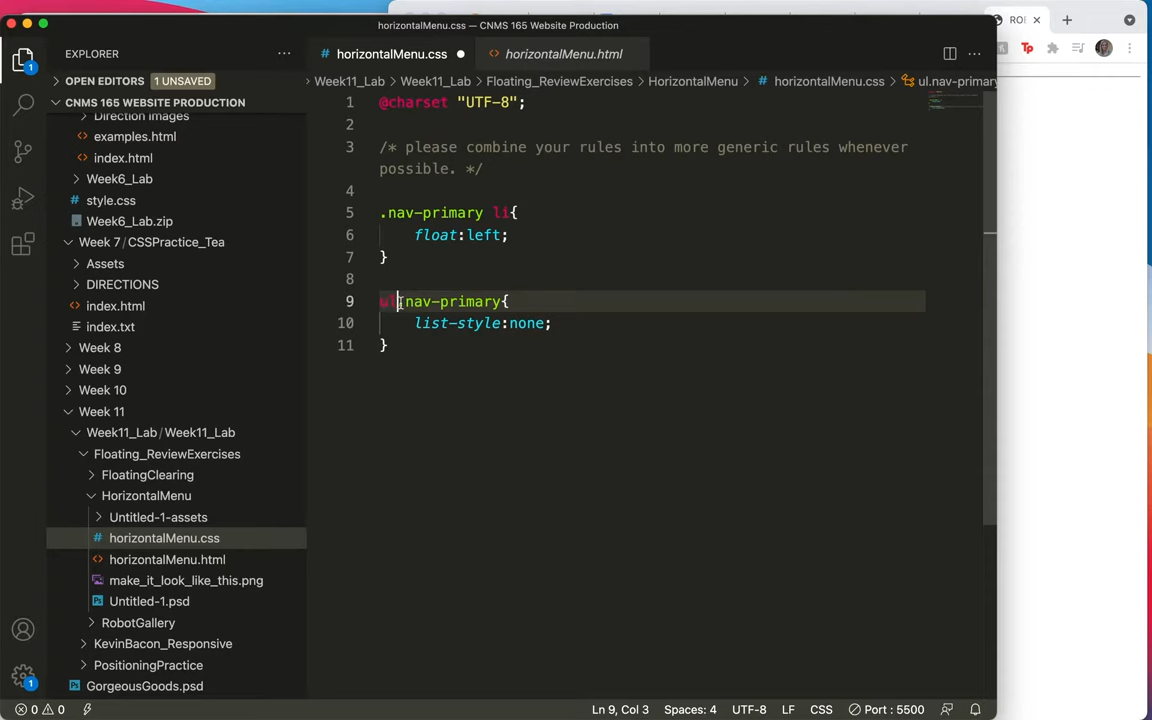 horizontalMenu.css — CNMS 165 Website Production
EXPLORER
OPEN EDITORS 1 UNSAVED
CNMS 165 WEBSITE PRODUCTION
Direction images
examples.html
index.html
Week6_Lab
style.css
Week6_Lab.zip
Week 7/CSSPractice_Tea
Assets
DIRECTIONS
index.html
index.txt
Week 8
Week 9
Week 10
Week 11
Week11_Lab/Week11_Lab
Floating_ReviewExercises
FloatingClearing
HorizontalMenu
Untitled-1-assets
horizontalMenu.css
horizontalMenu.html
make_it_look_like_this.png
Untitled-1.psd
RobotGallery
KevinBacon_Responsive
PositioningPractice
GorgeousGoods.psd
horizontalMenu.css
horizontalMenu.html
Week11_Lab > Week11_Lab > Floating_ReviewExercises > HorizontalMenu > # horizontalMenu.css > ul.nav-primary
1 @charset "UTF-8";
2
3 /* please combine your rules into more generic rules whenever
possible. */
4
5 .nav-primary li{
6 float:left;
7 }
8
9 ul.nav-primary{
10 list-style:none;
11 }
0 0 Ln 9, Col 3 Spaces: 4 UTF-8 LF CSS Port : 5500
1
1
Tp